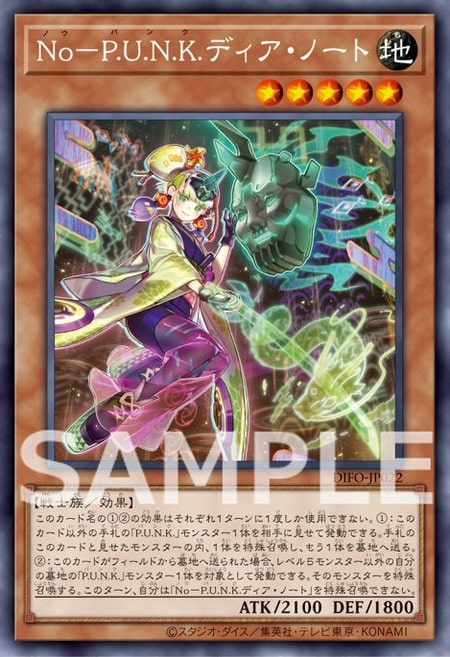 ノウ パンク
No－P.U.N.K.ディア・ノート
ち
地
SAMPLE
DIFO-JP022
【戦士族／効果】
このカード名の①②の効果はそれぞれ１ターンに１度しか使用できない。①：この
カード以外の手札の「P.U.N.K.」モンスター１体を相手に見せて発動できる。手札の
このカードと見せたモンスターの内、１体を特殊召喚し、もう１体を墓地へ送る。
②：このカードがフィールドから墓地へ送られた場合、レベル５モンスター以外の自分
の墓地の「P.U.N.K.」モンスター１体を対象として発動できる。そのモンスターを特殊
召喚する。このターン、自分は「No－P.U.N.K.ディア・ノート」を特殊召喚できない。
ATK/2100 DEF/1800
©スタジオ・ダイス／集英社・テレビ東京・KONAMI